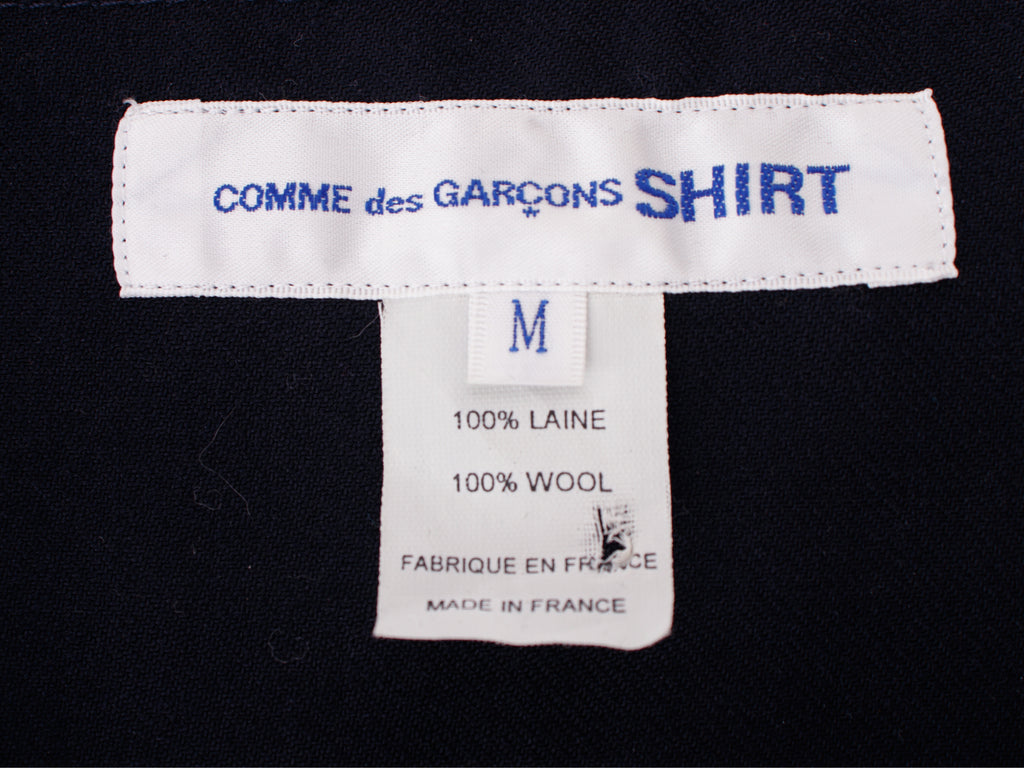 COMME des GARÇONS SHIRT
M
100% LAINE
100% WOOL
FABRIQUE EN FRANCE
MADE IN FRANCE